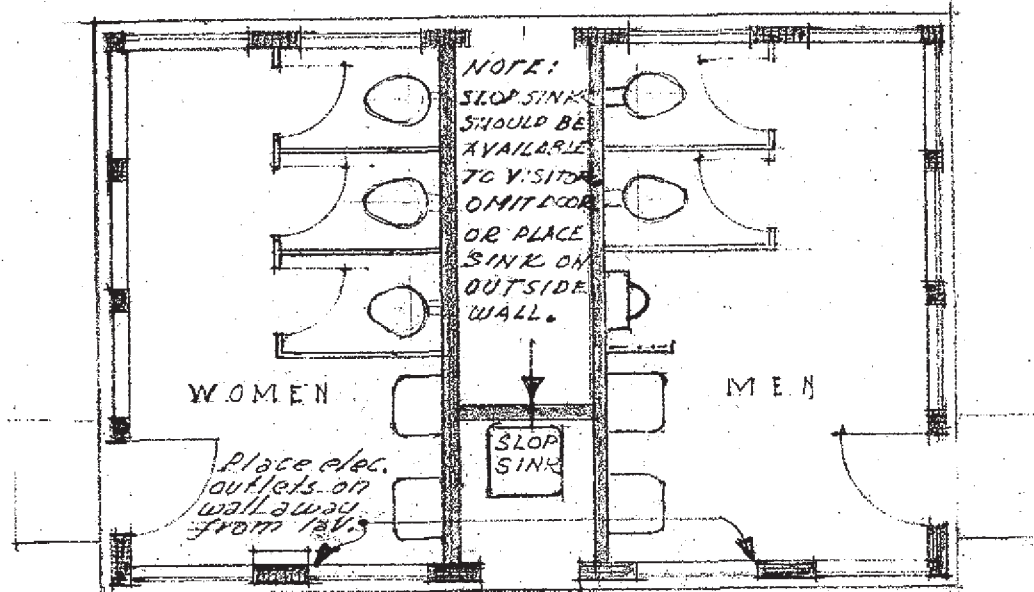 NOTE:
SLOP SINK
SHOULD BE
AVAILABLE
TO VISITOR
OMIT DOOR
OR PLACE
SINK ON
OUTSIDE
WALL.
WOMEN
MEN
SLOP
SINK
Place elec.
outlets on
wall away
from lav.